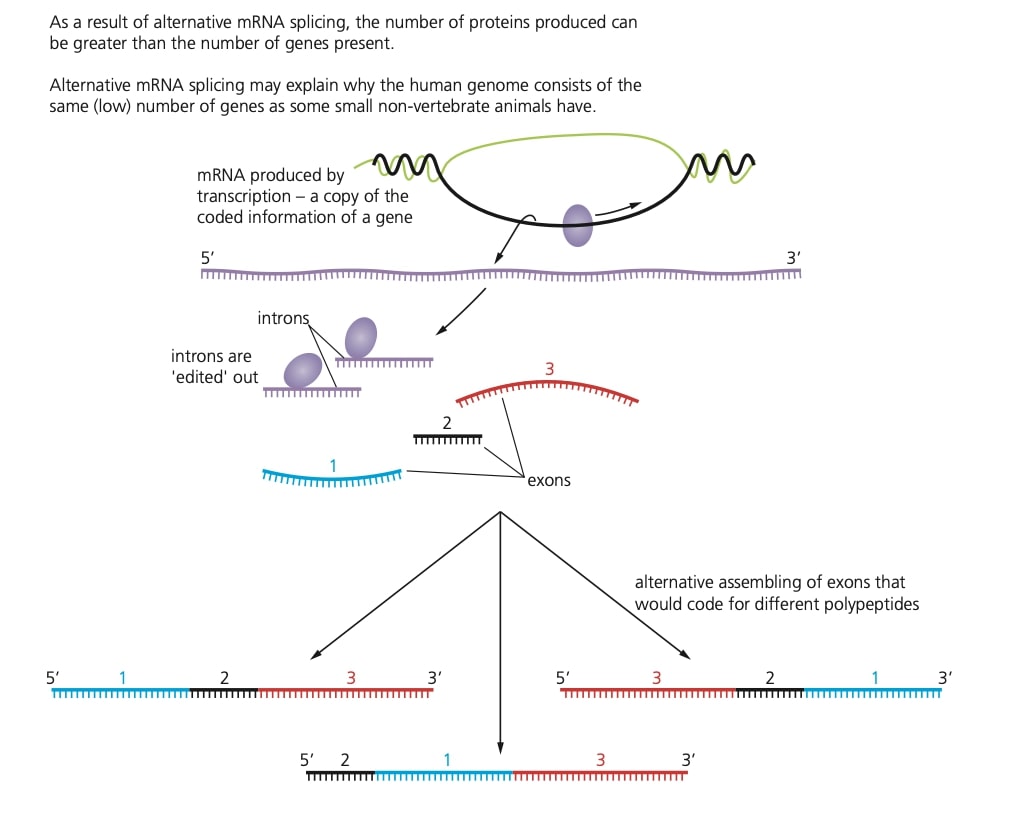 As a result of alternative mRNA splicing, the number of proteins produced can
be greater than the number of genes present.
Alternative mRNA splicing may explain why the human genome consists of the
same (low) number of genes as some small non-vertebrate animals have.
mRNA produced by
transcription – a copy of the
coded information of a gene
5′ 3′
introns
introns are
'edited' out
3
2
1
exons
alternative assembling of exons that
would code for different polypeptides
5′ 1 2 3 3′
5′ 3 2 1 3′
5′ 2 1 3 3′